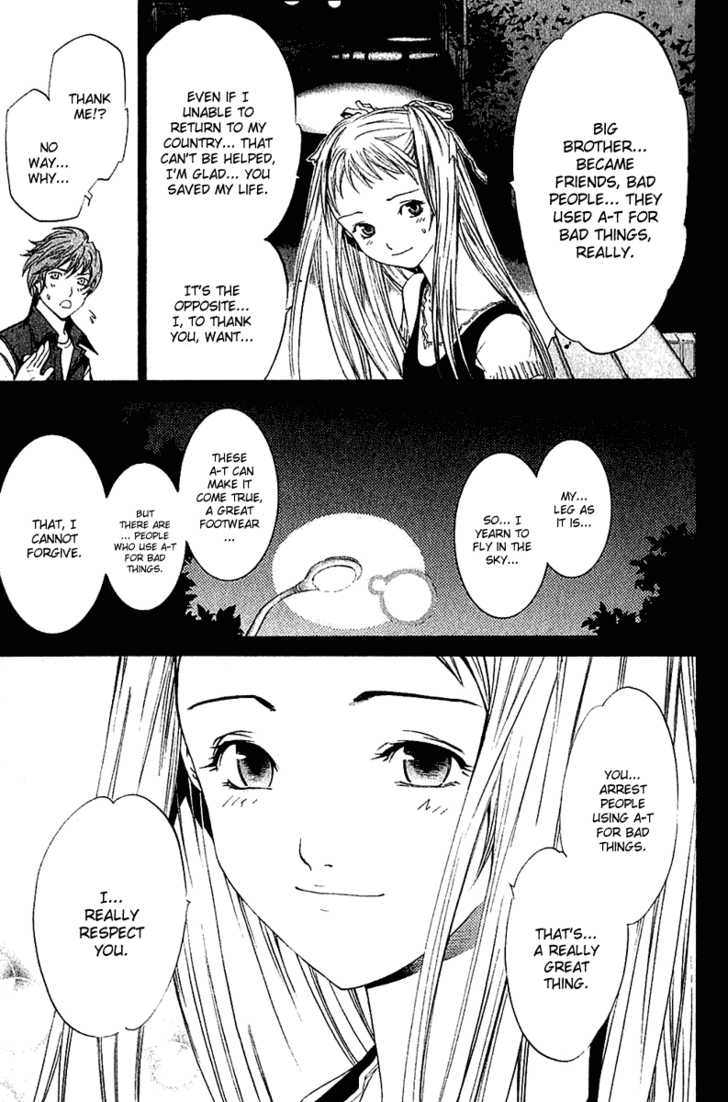 BIG
BROTHER...
BECAME
FRIENDS, BAD
PEOPLE... THEY
USED A-T FOR
BAD THINGS,
REALLY.
EVEN IF I
UNABLE TO
RETURN TO MY
COUNTRY... THAT
CAN'T BE HELPED,
I'M GLAD... YOU
SAVED MY LIFE.
IT'S THE
OPPOSITE...
I, TO THANK
YOU, WANT...
THANK
ME!?
NO
WAY...
WHY...
MY...
LEG AS
IT IS...
SO... I
YEARN TO
FLY IN THE
SKY...
THESE
A-T CAN
MAKE IT
COME TRUE,
A GREAT
FOOTWEAR
...
BUT
THERE ARE
... PEOPLE
WHO USE A-T
FOR BAD
THINGS.
THAT, I
CANNOT
FORGIVE.
YOU...
ARREST
PEOPLE
USING A-T
FOR BAD
THINGS.
THAT'S...
A REALLY
GREAT
THING.
I...
REALLY
RESPECT
YOU.